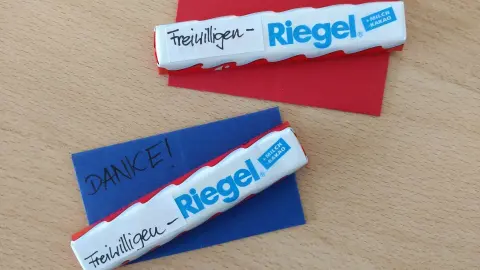 Freiwilligen- Riegel
+MILCH
-KAKAO
DANKE!
Freiwilligen- Riegel
+MILCH
-KAKAO